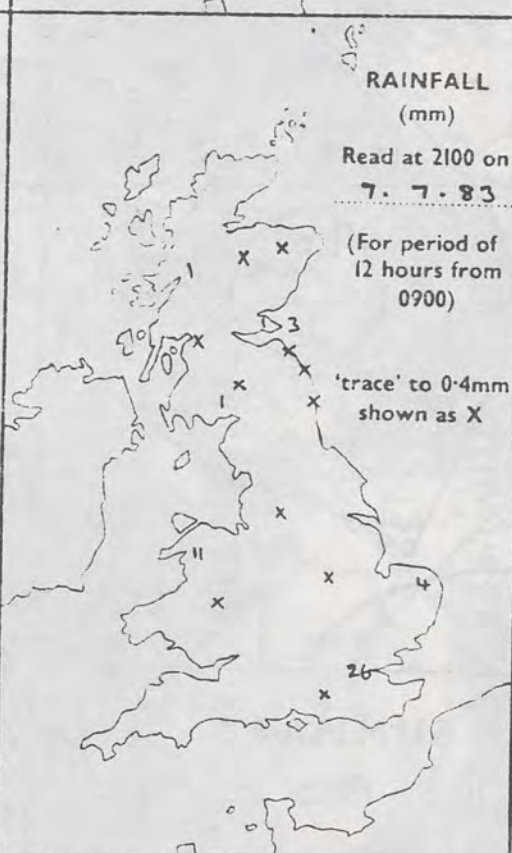 RAINFALL
(mm)
Read at 2100 on
7. 7. 83
(For period of
12 hours from
0900)
'trace' to 0·4mm
shown as X
x
x
1
3
x
x
x
x
1
x
x
11
x
4
x
26
x